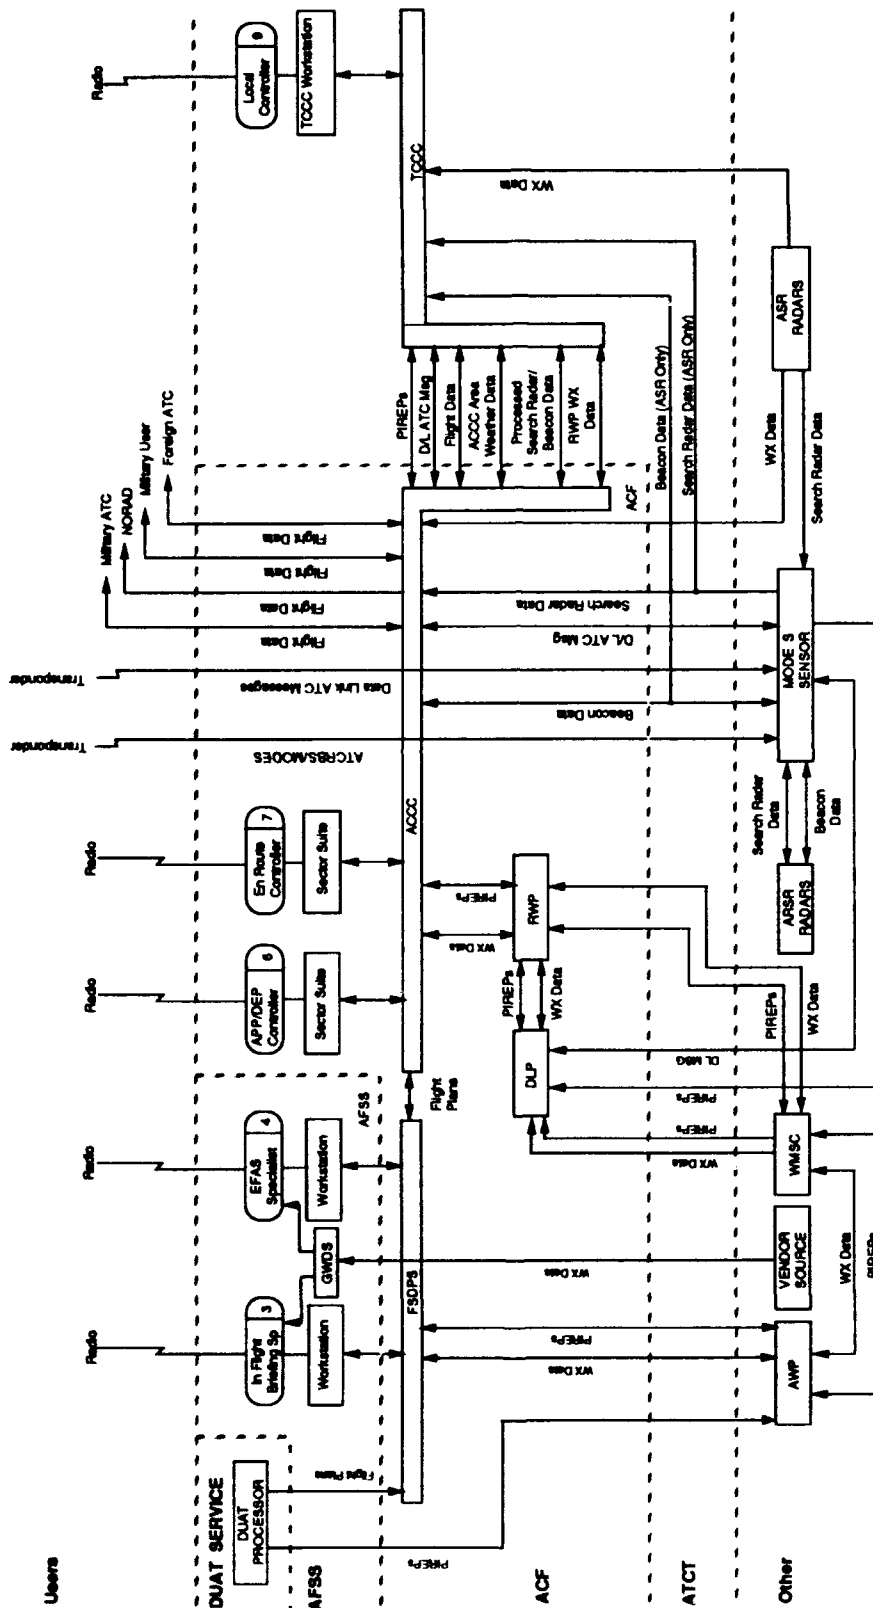 Users
DUAT SERVICE
AFSS
ACF
ATCT
Other
Radio
Radio
Radio
Radio
Transponder
Transponder
Military ATC
NORAD
Military User
Foreign ATC
Radio
DUAT
PROCESSOR
In Flight
Briefing Sp
3
EFAS
Specialist
4
APP/DEP
Controller
6
En Route
Controller
7
Local
Controller
9
Workstation
GWDS
Workstation
Sector Suite
Sector Suite
TCCC Workstation
AFSS
ATCRBS/MODES
Data Link ATC Messages
Flight Data
Flight Data
Flight Data
Flight Data
Flight Plans
PIREPs
FSDPS
Flight
Plans
ACCC
TCCC
PIREPs
D/L ATC Msg
Flight Data
ACCC Area
Weather Data
Processed
Search Radar/
Beacon Data
RWP WX
Data
WX Data
PIREPs
WX Data
WX Data
PIREPs
DLP
PIREPs
WX Data
RWP
WX Data
PIREPs
WX Data
PIREPs
PIREPs
DL MSG
Beacon Data
D/L ATC Msg
Search Radar Data
ACF
Beacon Data (ASR Only)
Search Radar Data (ASR Only)
WX Data
PIREPs
WX Data
Search Radar
Data
Beacon
Data
WX Data
Search Radar Data
AWP
VENDOR
SOURCE
WMSC
ARSR
RADARS
MODE S
SENSOR
ASR
RADARS
WX Data
PIREPs